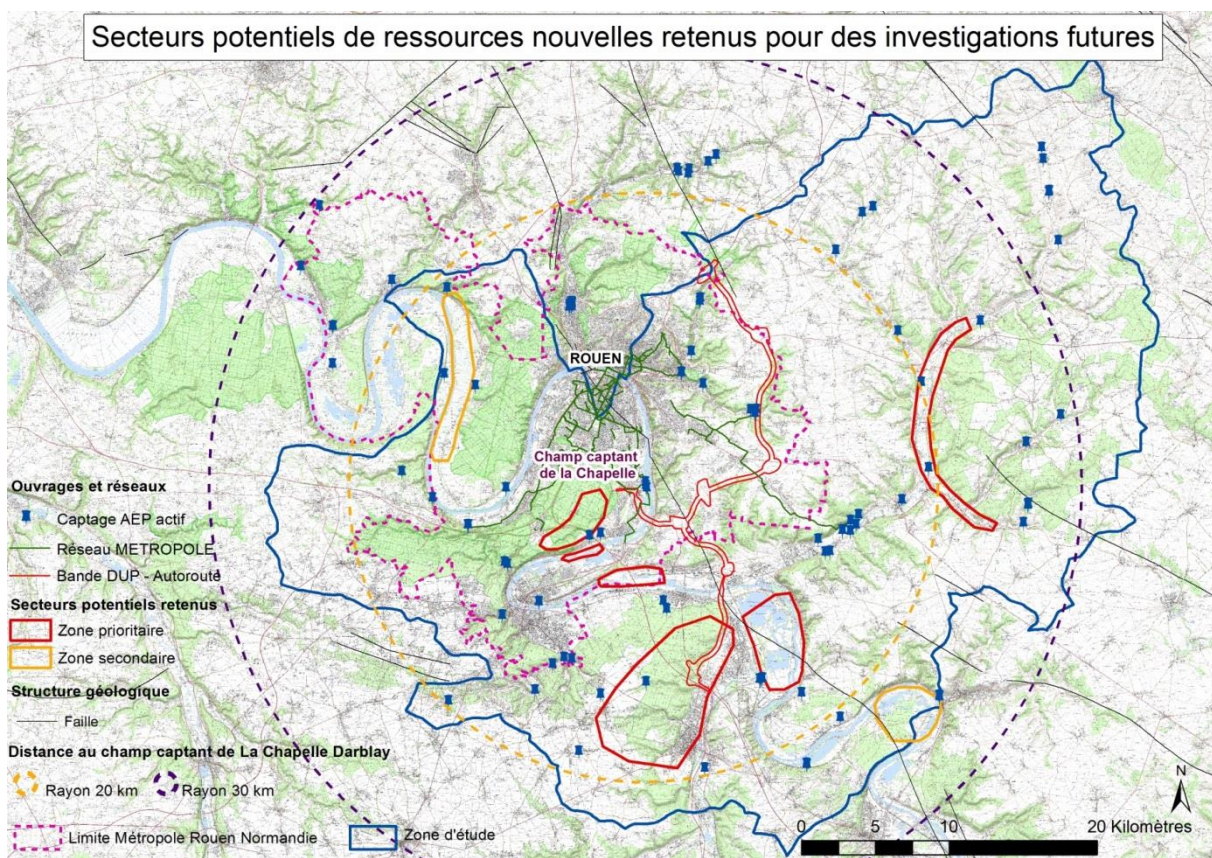 Secteurs potentiels de ressources nouvelles retenus pour des investigations futures
ROUEN
Champ captant
de la Chapelle
Ouvrages et réseaux
Captage AEP actif
Réseau METROPOLE
Bande DUP - Autoroute
Secteurs potentiels retenus
Zone prioritaire
Zone secondaire
Structure géologique
Faille
Distance au champ captant de La Chapelle Darblay
Rayon 20 km
Rayon 30 km
Limite Métropole Rouen Normandie
Zone d'étude
N
0 5 10 20 Kilomètres